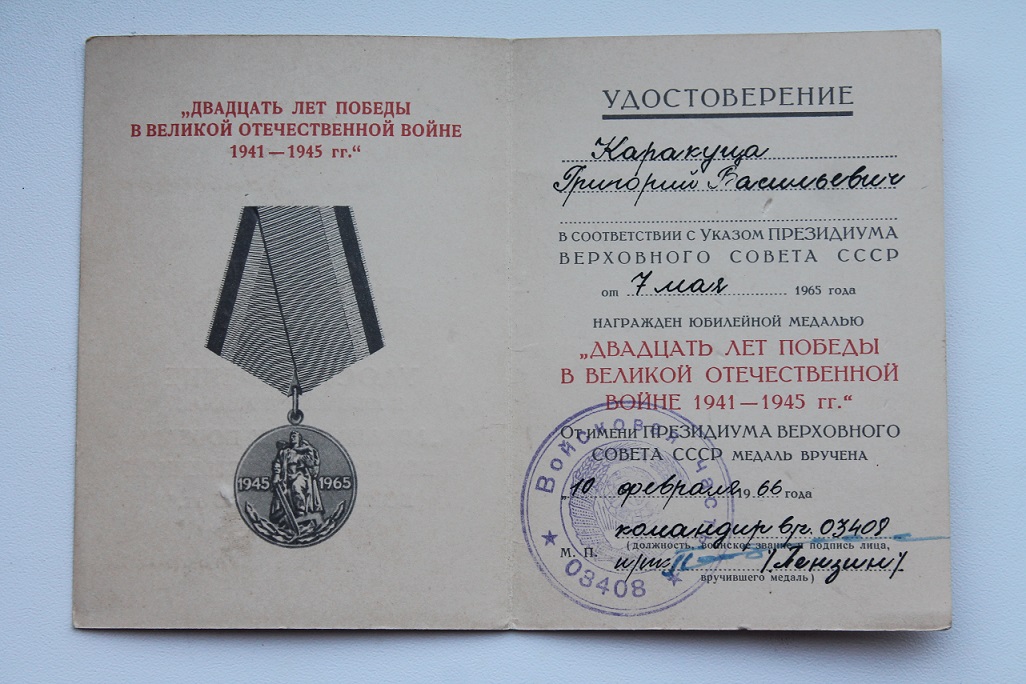 „ДВАДЦАТЬ ЛЕТ ПОБЕДЫ
В ВЕЛИКОЙ ОТЕЧЕСТВЕННОЙ ВОЙНЕ
1941—1945 гг.“
1945 1965
УДОСТОВЕРЕНИЕ
Каракуца
Григорий Васильевич
В СООТВЕТСТВИИ С УКАЗОМ ПРЕЗИДИУМА
ВЕРХОВНОГО СОВЕТА СССР
от 7 мая 1965 года
НАГРАЖДЕН ЮБИЛЕЙНОЙ МЕДАЛЬЮ
„ДВАДЦАТЬ ЛЕТ ПОБЕДЫ
В ВЕЛИКОЙ ОТЕЧЕСТВЕННОЙ
ВОЙНЕ 1941—1945 гг.“
ОТ ИМЕНИ ПРЕЗИДИУМА ВЕРХОВНОГО
СОВЕТА СССР МЕДАЛЬ ВРУЧЕНА
„10 февраля 1966 года
командир в/ч. 03408
(должность, воинское звание и подпись лица,
М. П. /Пензин/
вручившего медаль)
Войсковая часть
03408